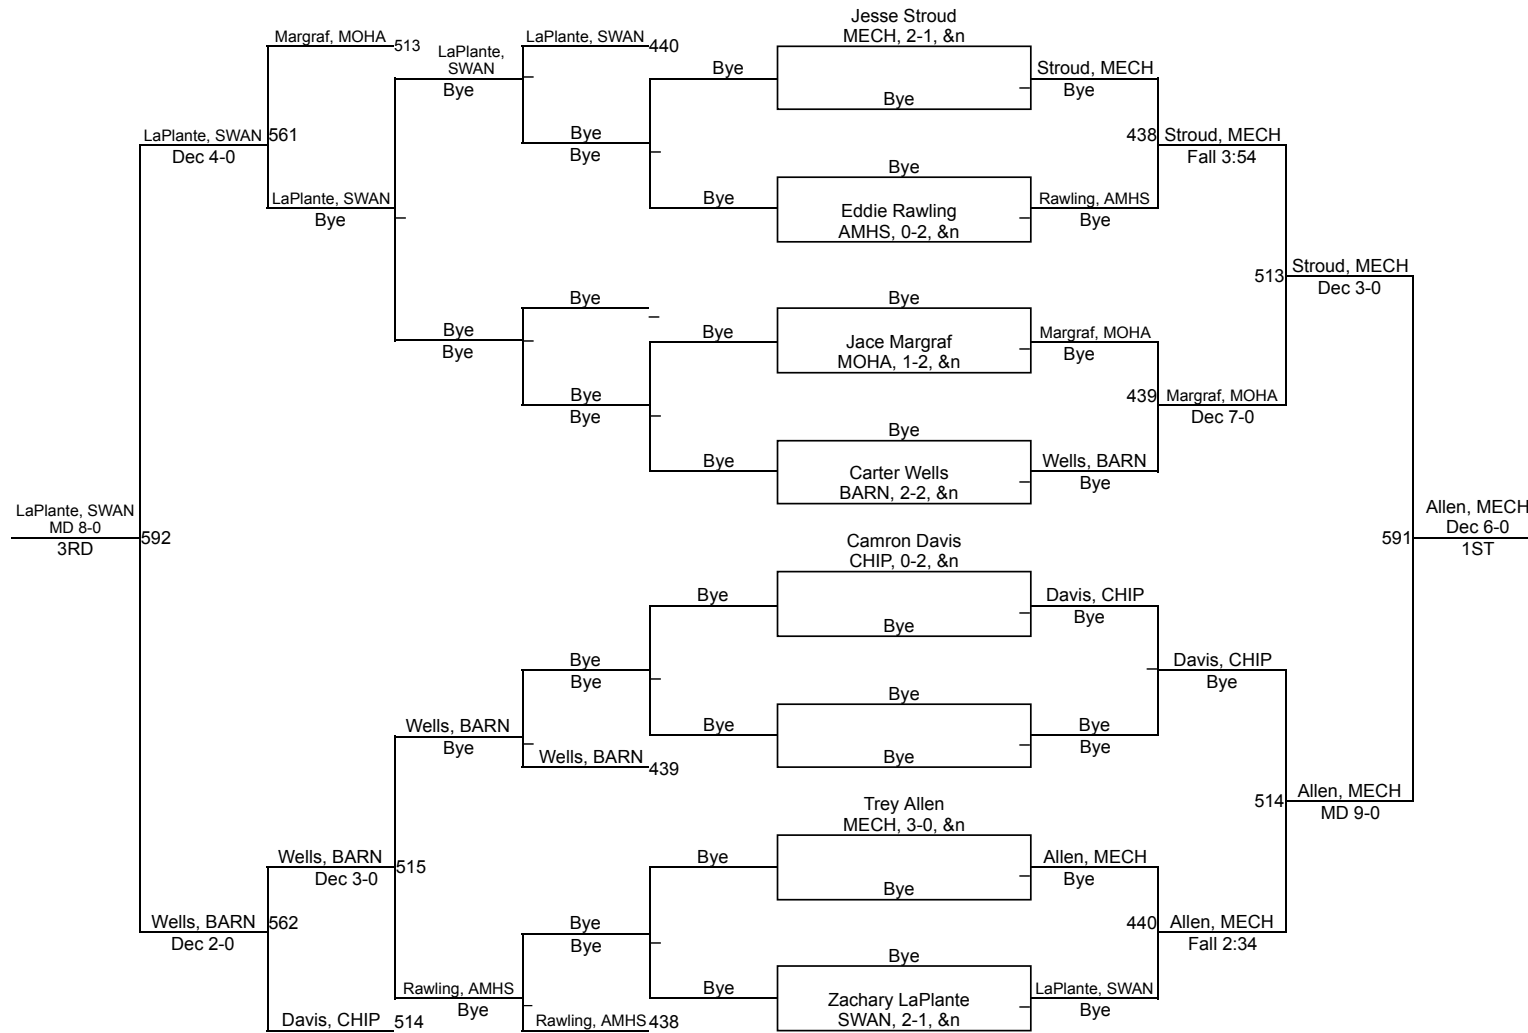 Jesse Stroud
MECH, 2-1, &n
Margraf, MOHA
513
LaPlante, SWAN
440
LaPlante,
SWAN
Bye
Bye
Bye
Stroud, MECH
Bye
LaPlante, SWAN
561
Dec 4-0
Bye
Bye
438
Stroud, MECH
Fall 3:54
LaPlante, SWAN
Bye
Bye
Bye
Eddie Rawling
AMHS, 0-2, &n
Rawling, AMHS
Bye
513
Stroud, MECH
Dec 3-0
Bye
Bye
Bye
Bye
Bye
Jace Margraf
MOHA, 1-2, &n
Margraf, MOHA
Bye
Bye
Bye
439
Margraf, MOHA
Dec 7-0
Bye
Bye
Carter Wells
BARN, 2-2, &n
Wells, BARN
Bye
LaPlante, SWAN
MD 8-0
3RD
592
591
Allen, MECH
Dec 6-0
1ST
Camron Davis
CHIP, 0-2, &n
Bye
Bye
Davis, CHIP
Bye
Bye
Bye
Davis, CHIP
Bye
Wells, BARN
Bye
Wells, BARN
439
Bye
Bye
Bye
Bye
Bye
Trey Allen
MECH, 3-0, &n
514
Allen, MECH
MD 9-0
Wells, BARN
515
Dec 3-0
Bye
Bye
Allen, MECH
Bye
Wells, BARN
562
Dec 2-0
Bye
Bye
440
Allen, MECH
Fall 2:34
Rawling, AMHS
Bye
Bye
Bye
Zachary LaPlante
SWAN, 2-1, &n
LaPlante, SWAN
Bye
Davis, CHIP
514
Rawling, AMHS
438